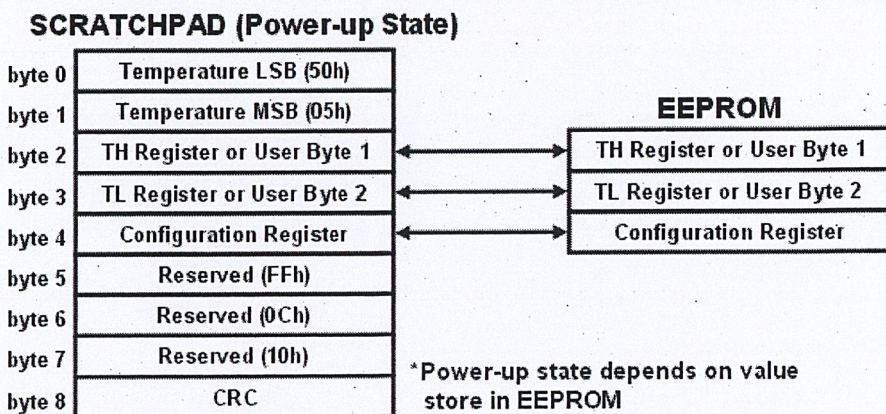 SCRATCHPAD (Power-up State)
byte 0 Temperature LSB (50h)
byte 1 Temperature MSB (05h)
byte 2 TH Register or User Byte 1
byte 3 TL Register or User Byte 2
byte 4 Configuration Register
byte 5 Reserved (FFh)
byte 6 Reserved (0Ch)
byte 7 Reserved (10h)
byte 8 CRC
EEPROM
TH Register or User Byte 1
TL Register or User Byte 2
Configuration Register
*Power-up state depends on value
store in EEPROM